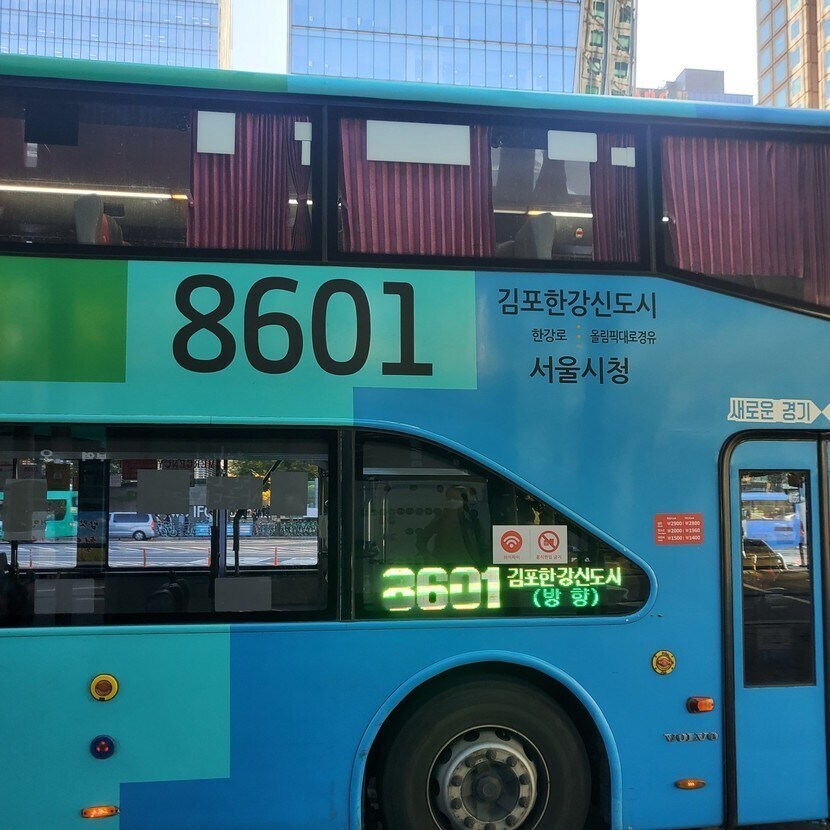 8601
김포한강신도시
한강로 : 올림픽대로경유
서울시청
새로운 경기
8601 김포한강신도시
(방 향)
VOLVO